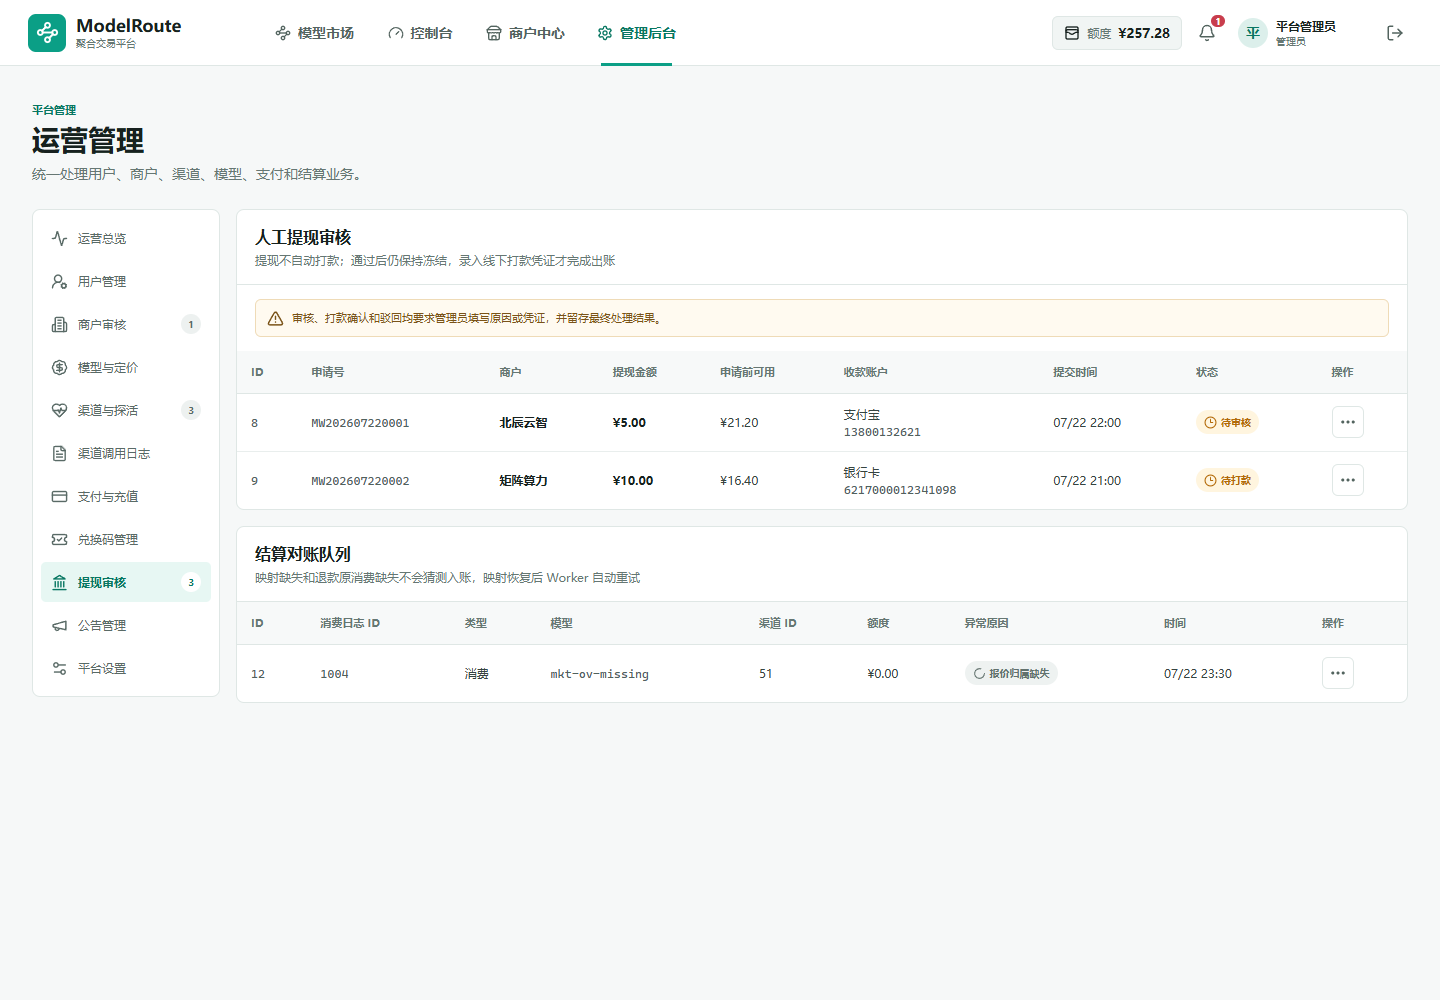 ModelRoute
聚合交易平台
模型市场
控制台
商户中心
管理后台
额度 ¥257.28
1
平
平台管理员
管理员
平台管理
运营管理
统一处理用户、商户、渠道、模型、支付和结算业务。
运营总览
用户管理
商户审核 1
模型与定价
渠道与探活 3
渠道调用日志
支付与充值
兑换码管理
提现审核 3
公告管理
平台设置
人工提现审核
提现不自动打款；通过后仍保持冻结，录入线下打款凭证才完成出账
审核、打款确认和驳回均要求管理员填写原因或凭证，并留存最终处理结果。
ID 申请号 商户 提现金额 申请前可用 收款账户 提交时间 状态 操作
8 MW202607220001 北辰云智 ¥5.00 ¥21.20 支付宝 13800132621 07/22 22:00 待审核
9 MW202607220002 矩阵算力 ¥10.00 ¥16.40 银行卡 6217000012341098 07/22 21:00 待打款
结算对账队列
映射缺失和退款原消费缺失不会猜测入账，映射恢复后 Worker 自动重试
ID 消费日志 ID 类型 模型 渠道 ID 额度 异常原因 时间 操作
12 1004 消费 mkt-ov-missing 51 ¥0.00 报价归属缺失 07/22 23:30